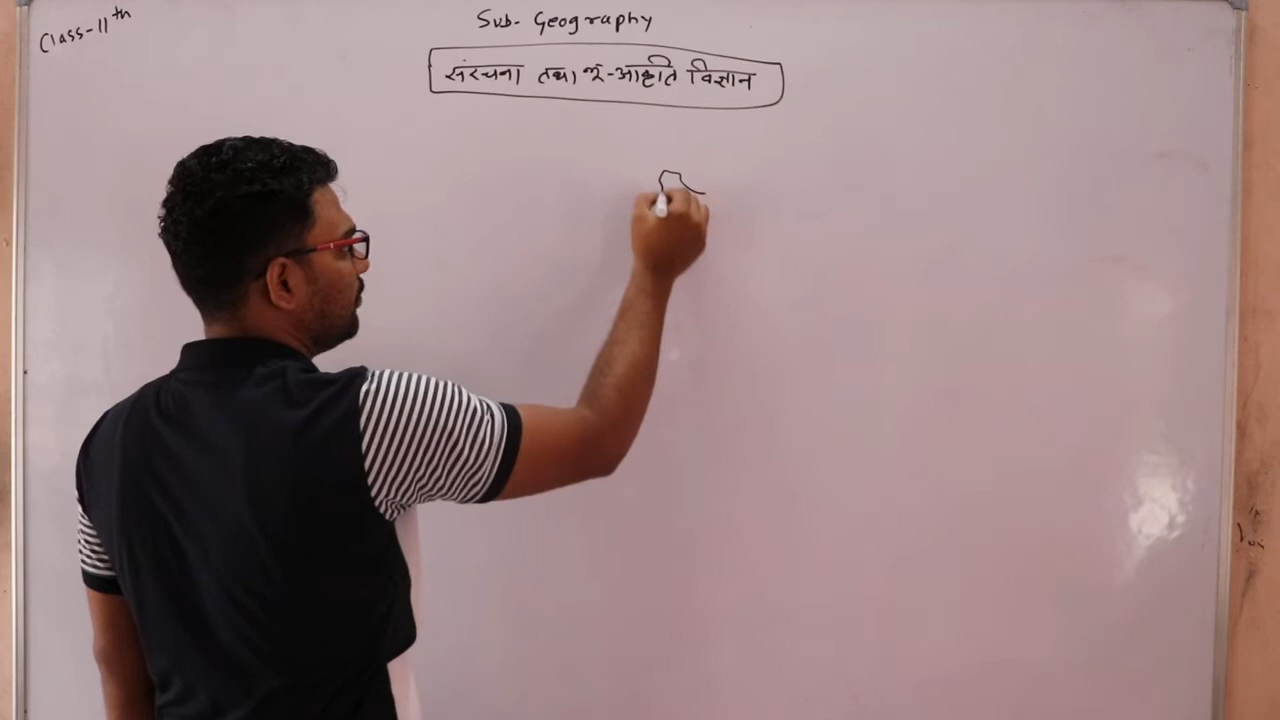 Class-11th
Sub- Geography
संरचना तथा भू-आकृति विज्ञान